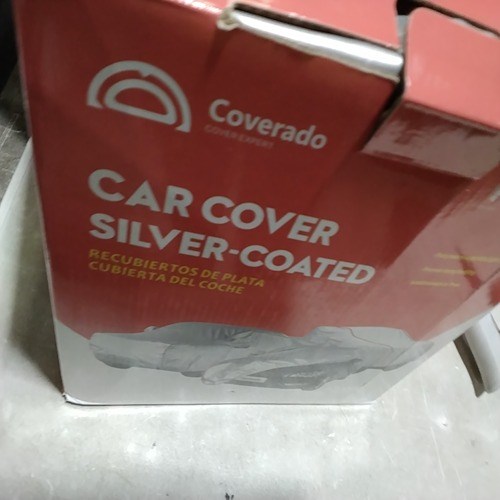 Coverado
COVER EXPERT
CAR COVER
SILVER-COATED
RECUBIERTOS DE PLATA
CUBIERTA DEL COCHE